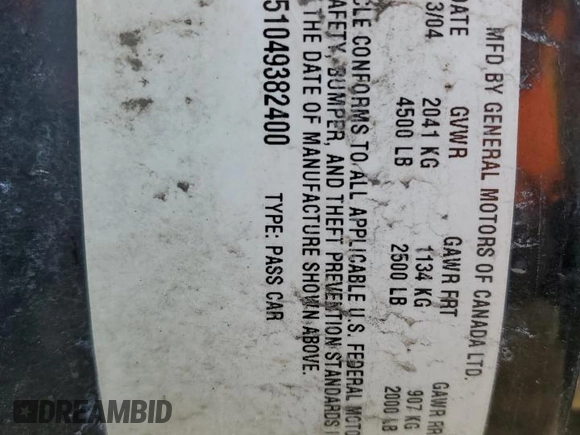 MFD BY GENERAL MOTORS OF CANADA LTD.
DATE GVWR GAWR FRT GAWR RR
3/04 2041 KG 1134 KG 907 KG
4500 LB 2500 LB 2000 LB
CLE CONFORMS TO ALL APPLICABLE U.S. FEDERAL MOTO
AFETY, BUMPER, AND THEFT PREVENTION STANDARDS I
THE DATE OF MANUFACTURE SHOWN ABOVE.
51049382400 TYPE: PASS CAR
DREAMBID